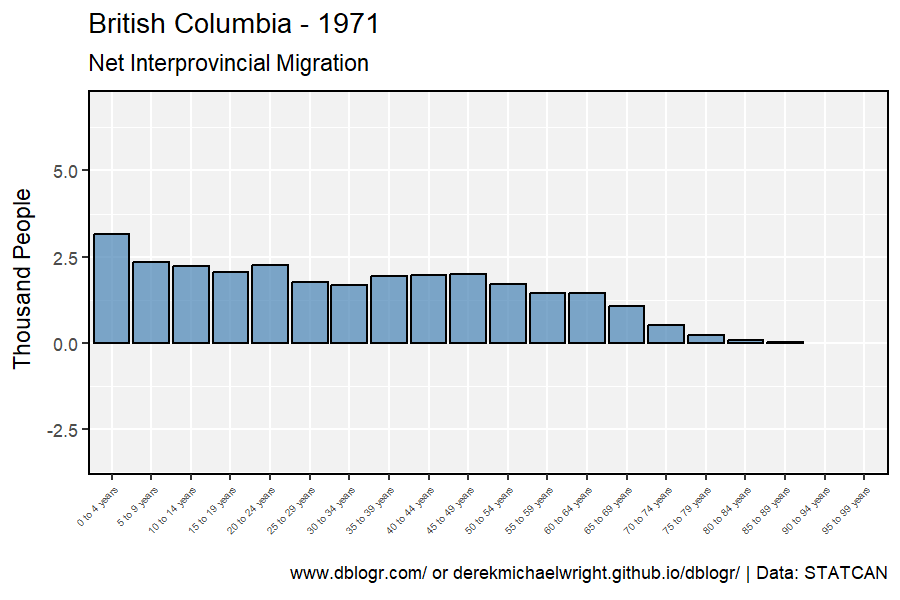 British Columbia - 1971
Net Interprovincial Migration
Thousand People
5.0
2.5
0.0
-2.5
0 to 4 years
5 to 9 years
10 to 14 years
15 to 19 years
20 to 24 years
25 to 29 years
30 to 34 years
35 to 39 years
40 to 44 years
45 to 49 years
50 to 54 years
55 to 59 years
60 to 64 years
65 to 69 years
70 to 74 years
75 to 79 years
80 to 84 years
85 to 89 years
90 to 94 years
95 to 99 years
www.dblogr.com/ or derekmichaelwright.github.io/dblogr/ | Data: STATCAN